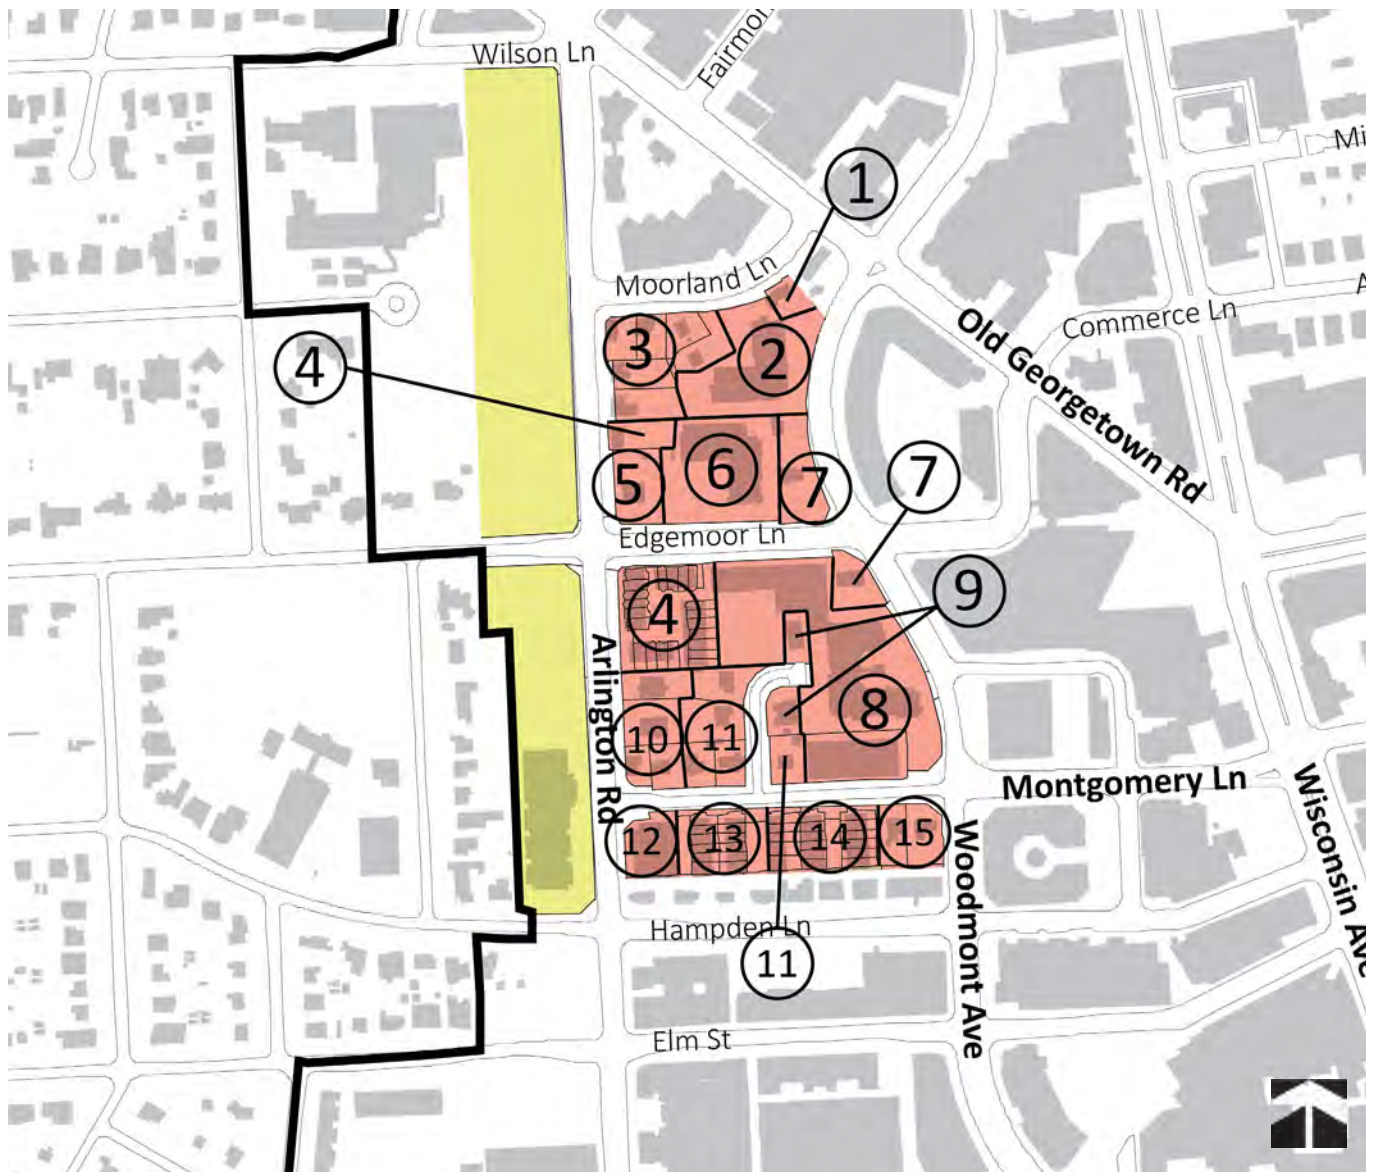 Wilson Ln
Fairmon
Mi
1
Moorland Ln
Commerce Ln
A
Old Georgetown Rd
3
2
4
5
6
7
7
Edgemoor Ln
9
4
Arlington Rd
8
10
11
Montgomery Ln
Wisconsin Ave
12
13
14
15
Woodmont Ave
Hampden Ln
11
Elm St